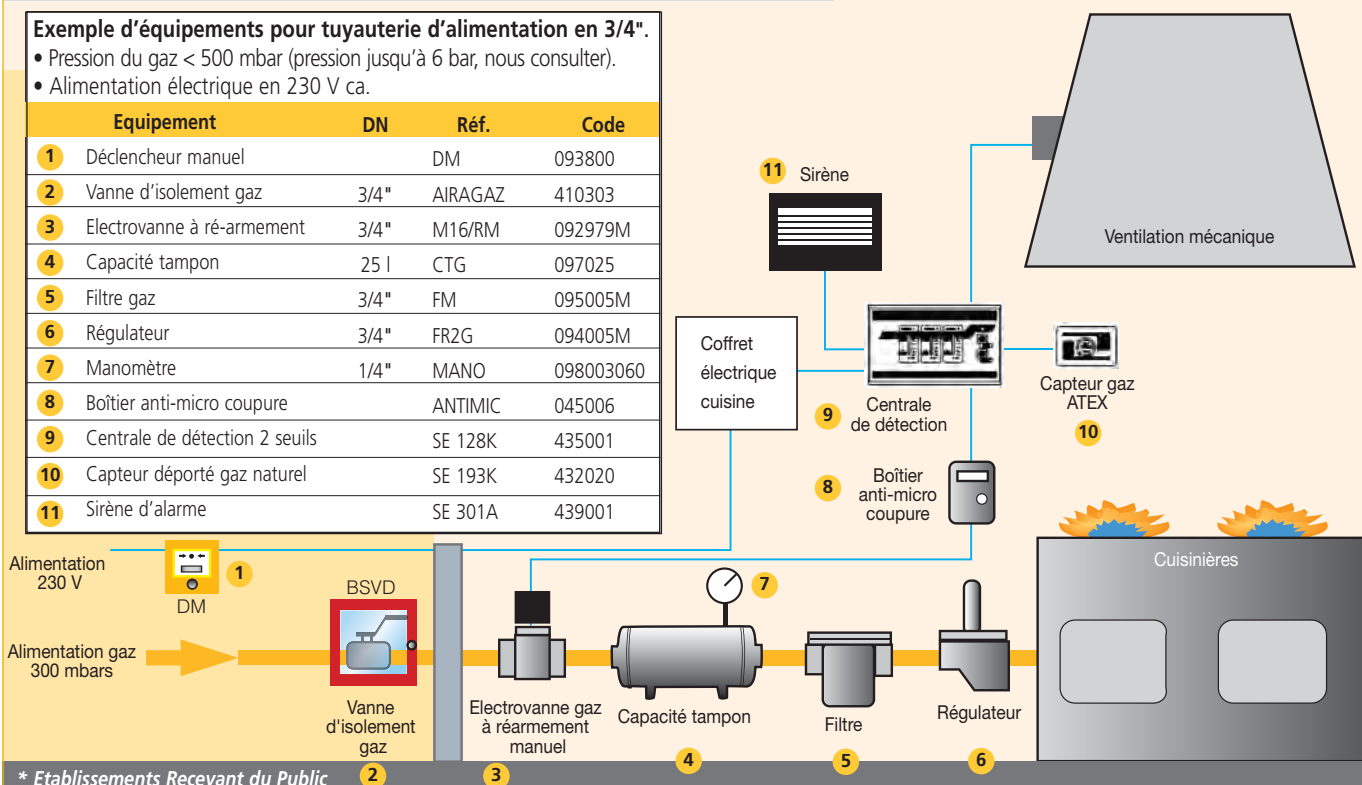 Exemple d'équipements pour tuyauterie d'alimentation en 3/4".
• Pression du gaz < 500 mbar (pression jusqu'à 6 bar, nous consulter).
• Alimentation électrique en 230 V ca.
Equipement DN Réf. Code
1 Déclencheur manuel DM 093800
2 Vanne d'isolement gaz 3/4" AIRAGAZ 410303
3 Electrovanne à ré-armement 3/4" M16/RM 092979M
4 Capacité tampon 25 l CTG 097025
5 Filtre gaz 3/4" FM 095005M
6 Régulateur 3/4" FR2G 094005M
7 Manomètre 1/4" MANO 098003060
8 Boîtier anti-micro coupure ANTIMIC 045006
9 Centrale de détection 2 seuils SE 128K 435001
10 Capteur déporté gaz naturel SE 193K 432020
11 Sirène d'alarme SE 301A 439001
11 Sirène
Ventilation mécanique
Coffret
électrique
cuisine
9 Centrale
de détection
Capteur gaz
ATEX
10
8 Boîtier
anti-micro
coupure
Alimentation
230 V
1
DM
BSVD
7
Cuisinières
Alimentation gaz
300 mbars
Vanne
d'isolement
gaz
2
Electrovanne gaz
à réarmement
manuel
3
Capacité tampon
4
Filtre
5
Régulateur
6
* Etablissements Recevant du Public